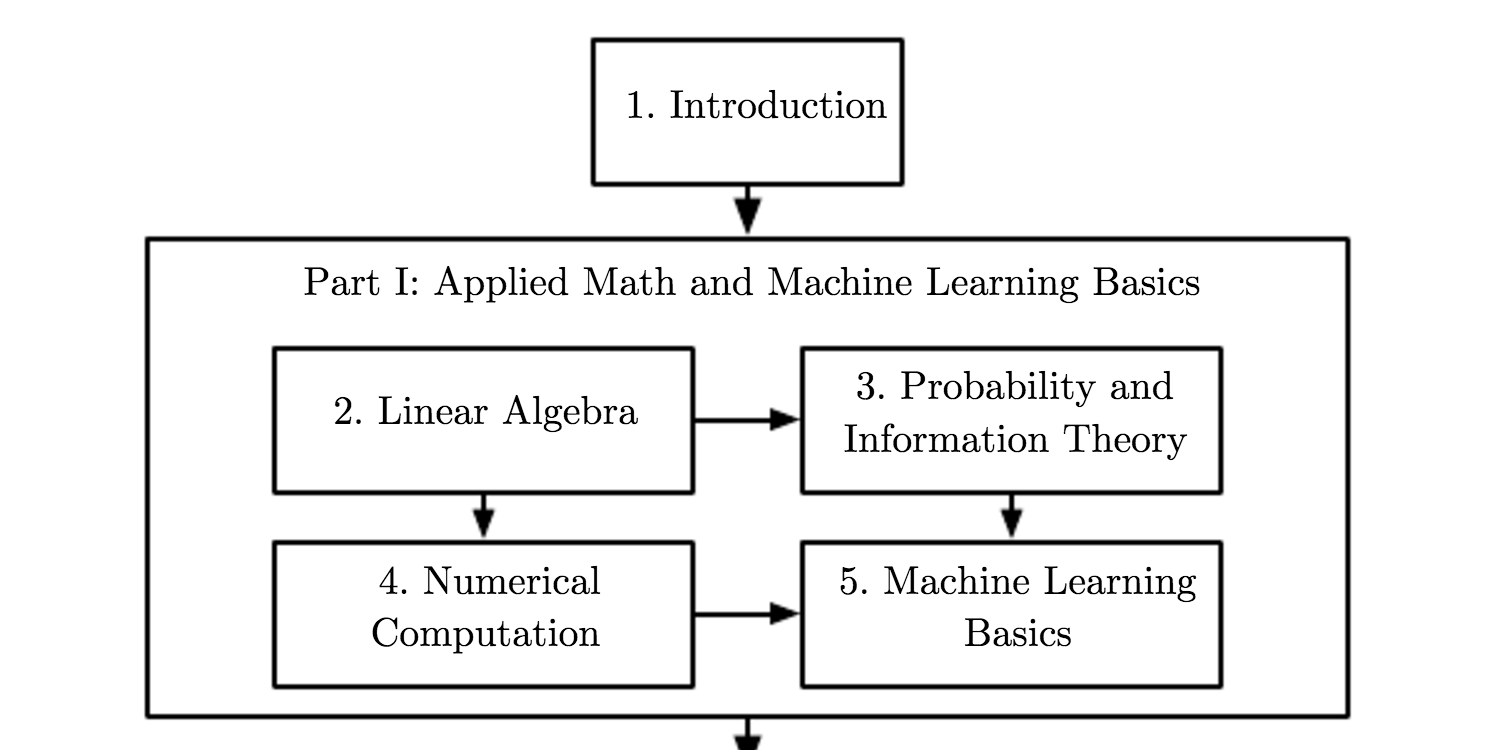 1. Introduction
Part I: Applied Math and Machine Learning Basics
2. Linear Algebra
3. Probability and
Information Theory
4. Numerical
Computation
5. Machine Learning
Basics